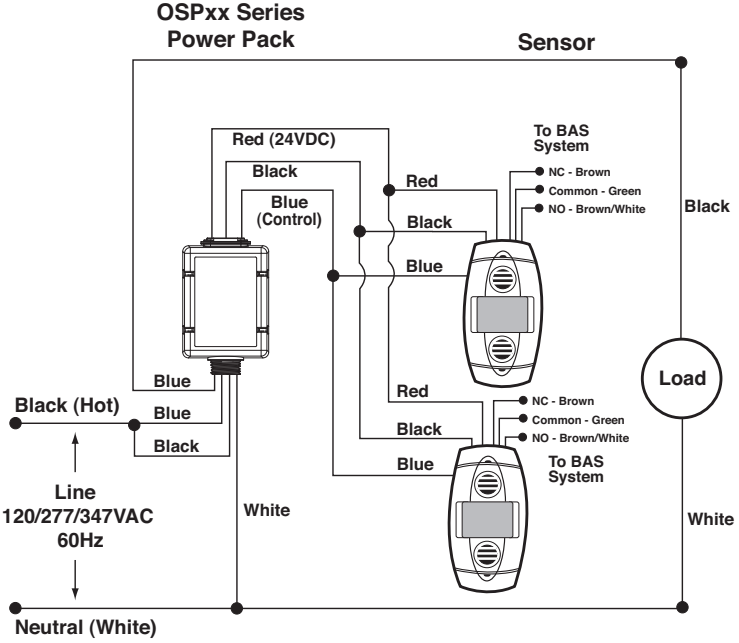 OSPxx Series
Power Pack
Sensor
Red (24VDC)
Black
Blue
(Control)
To BAS
System
NC - Brown
Common - Green
NO - Brown/White
Red
Black
Blue
Black
Load
Blue
Black (Hot)
Blue
Black
Line
120/277/347VAC
60Hz
White
Red
Black
Blue
NC - Brown
Common - Green
NO - Brown/White
To BAS
System
White
Neutral (White)